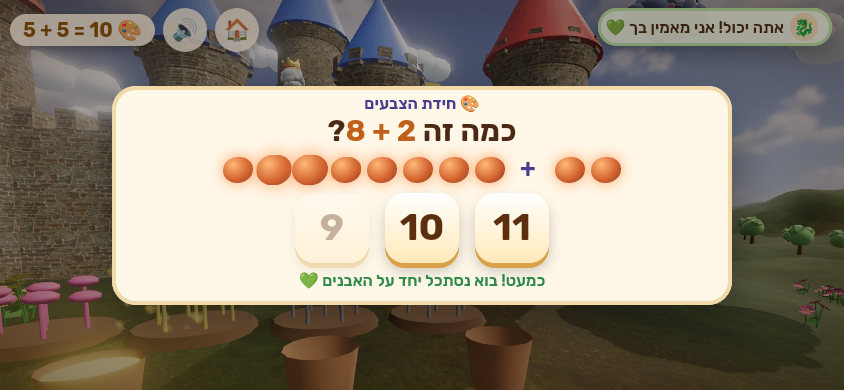 אתה יכול! אני מאמין בך 💚
5 + 5 = 10
חידת הצבעים
כמה זה 2 + 8?
+
9 10 11
כמעט! בוא נסתכל יחד על האבנים 💚